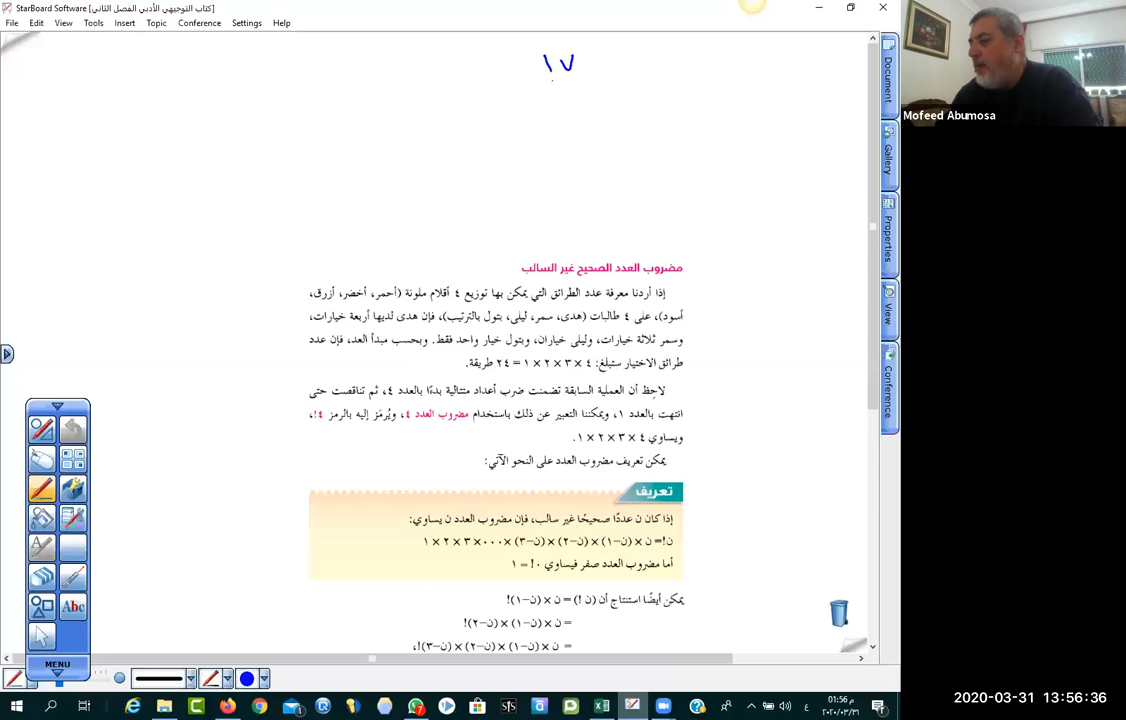 StarBoard Software [كتاب التوجيهي الأدبي الفصل الثاني]
File Edit View Tools Insert Topic Conference Settings Help
١٧
Mofeed Abumosa
Document
Gallery
Properties
View
Conference
مضروب العدد الصحيح غير السالب
إذا أردنا معرفة عدد الطرائق التي يمكن بها توزيع ٤ أقلام ملونة (أحمر، أخضر، أزرق،
أسود)، على ٤ طالبات (هدى، سمر، ليلى، بتول بالترتيب)، فإن هدى لديها أربعة خيارات،
وسمر ثلاثة خيارات، وليلى خياران، وبتول خيار واحد فقط. وبحسب مبدأ العد، فإن عدد
طرائق الاختيار ستبلغ: ٤ × ٣ × ٢ × ١ = ٢٤ طريقة.
لاحِظ أن العملية السابقة تضمنت ضرب أعداد متتالية بدءًا بالعدد ٤، ثم تناقصت حتى
انتهت بالعدد ١، ويمكننا التعبير عن ذلك باستخدام مضروب العدد ٤، ويُرمَز إليه بالرمز ٤!،
ويساوي ٤ × ٣ × ٢ × ١.
يمكن تعريف مضروب العدد على النحو الآتي:
تعريف
إذا كان ن عددًا صحيحًا غير سالب، فإن مضروب العدد ن يساوي:
ن!= ن × (ن−١) × (ن−٢) × (ن−٣) ×٠٠٠× ٣ × ٢ × ١
أما مضروب العدد صفر فيساوي ٠! = ١
يمكن أيضًا استنتاج أن (ن !) = ن × (ن−١)!
= ن × (ن−١) × (ن−٢)!
= ن × (ن−١) × (ن−٢) × (ن−٣)!،
Abc
MENU
01:56 م
٢٠٢٠/٠٣/٣١
2020-03-31 13:56:36